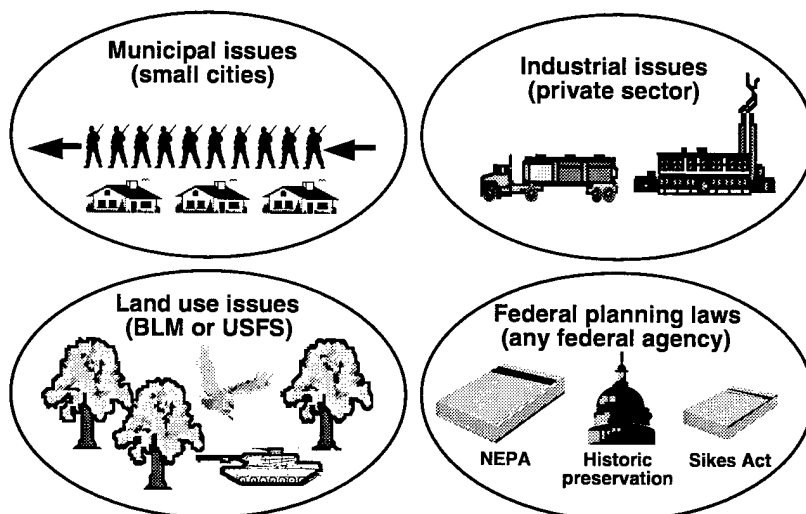 Municipal issues
(small cities)
Industrial issues
(private sector)
Land use issues
(BLM or USFS)
Federal planning laws
(any federal agency)
NEPA
Historic
preservation
Sikes Act